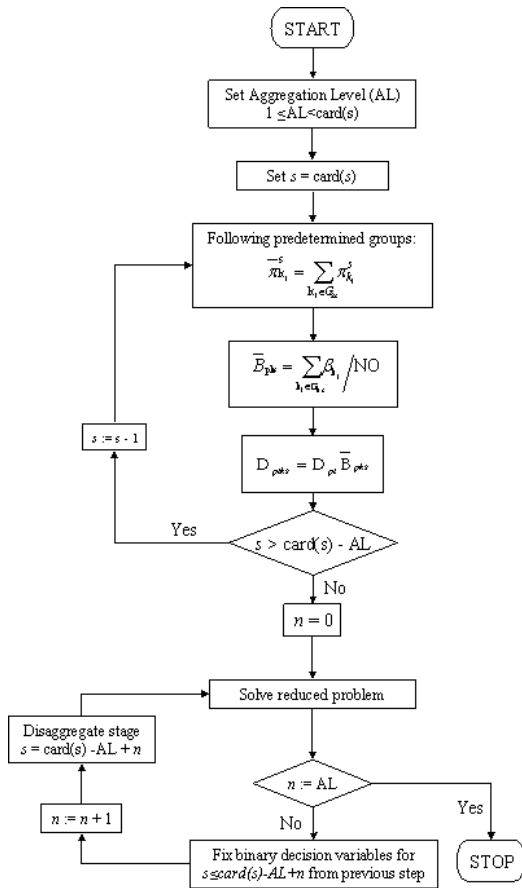 START
Set Aggregation Level (AL)
1 ≤AL<card(s)
Set s = card(s)
Following predetermined groups:
s := s - 1
D
Yes
s > card(s) - AL
No
n = 0
Solve reduced problem
Disaggregate stage
s = card(s) -AL + n
n := AL
n := n + 1
Yes
No
Fix binary decision variables for
s≤card(s)-AL+n from previous step
STOP